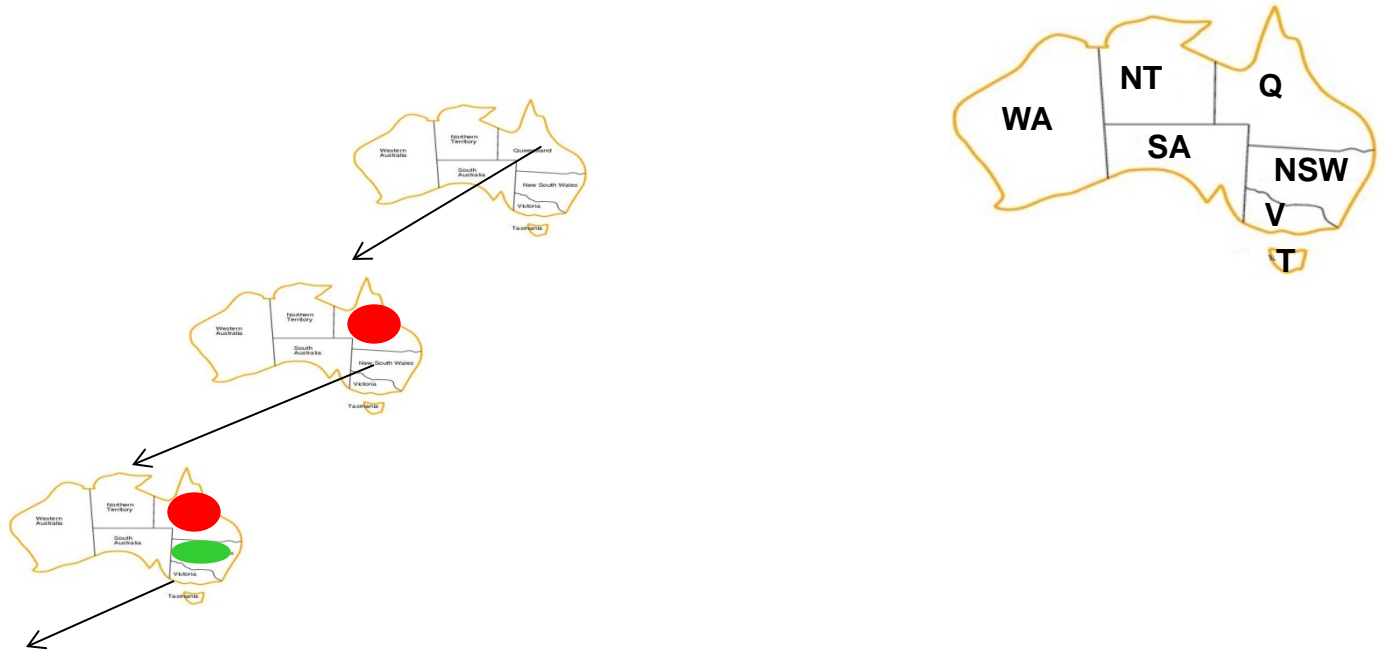 NT
Q
WA
SA
NSW
V
T
Northern
Territory
Western
Australia
Queensland
South
Australia
New South Wales
Victoria
Tasmania
Northern
Territory
Western
Australia
South
Australia
New South Wales
Victoria
Tasmania
Northern
Territory
Western
Australia
South
Australia
s
Victoria
Tasmania